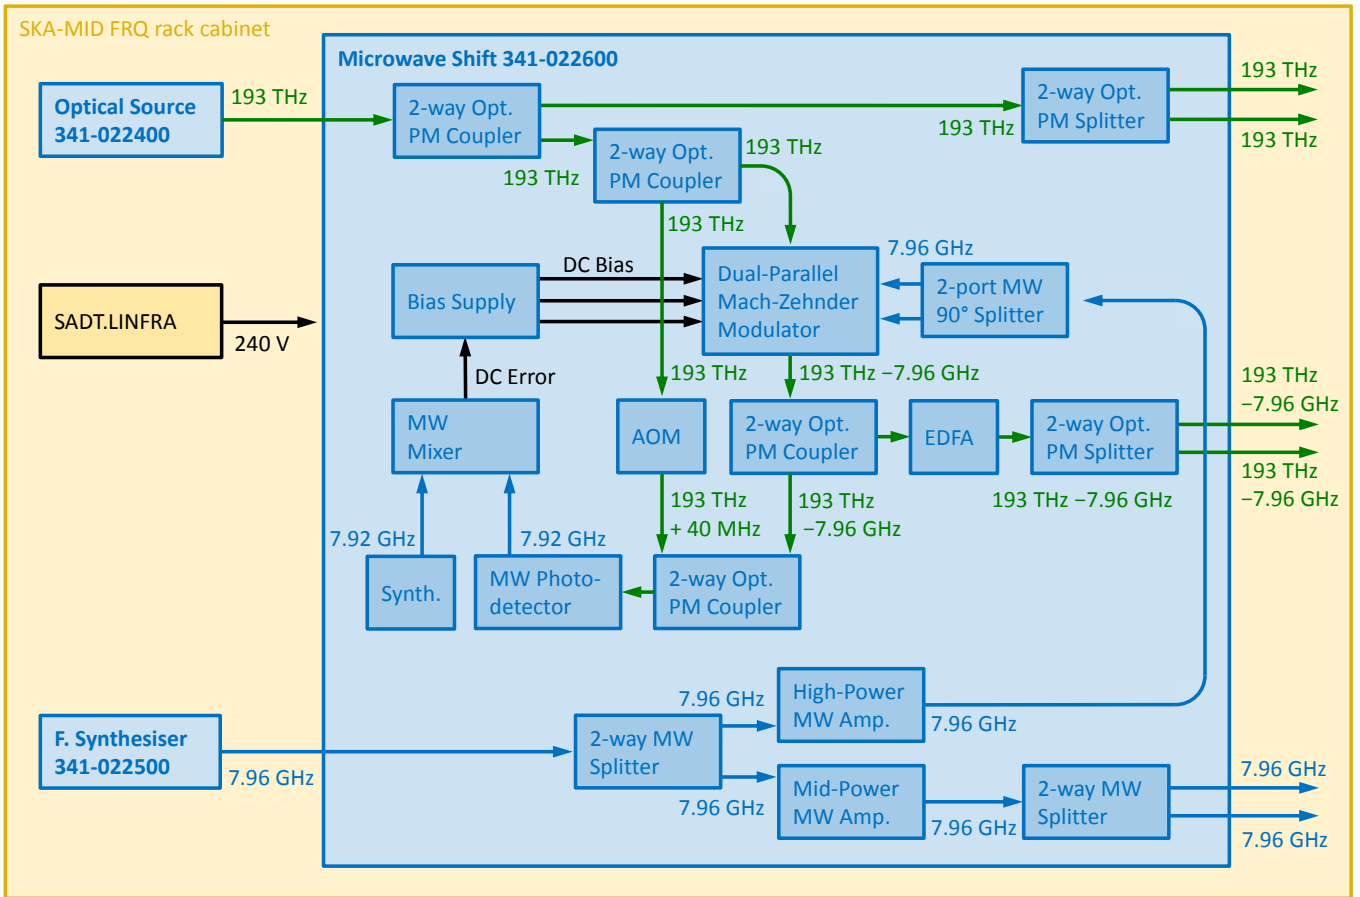 SKA-MID FRQ rack cabinet
Microwave Shift 341-022600
Optical Source
341-022400
193 THz
2-way Opt.
PM Coupler
193 THz
2-way Opt.
PM Coupler
193 THz
193 THz
193 THz
2-way Opt.
PM Splitter
193 THz
193 THz
SADT.LINFRA
240 V
Bias Supply
DC Bias
Dual-Parallel
Mach-Zehnder
Modulator
7.96 GHz
2-port MW
90° Splitter
DC Error
193 THz
193 THz −7.96 GHz
MW
Mixer
AOM
2-way Opt.
PM Coupler
EDFA
2-way Opt.
PM Splitter
193 THz
−7.96 GHz
193 THz
−7.96 GHz
193 THz −7.96 GHz
193 THz
+ 40 MHz
193 THz
−7.96 GHz
7.92 GHz
7.92 GHz
Synth.
MW Photo-
detector
2-way Opt.
PM Coupler
F. Synthesiser
341-022500
7.96 GHz
2-way MW
Splitter
7.96 GHz
High-Power
MW Amp.
7.96 GHz
7.96 GHz
Mid-Power
MW Amp.
7.96 GHz
2-way MW
Splitter
7.96 GHz
7.96 GHz